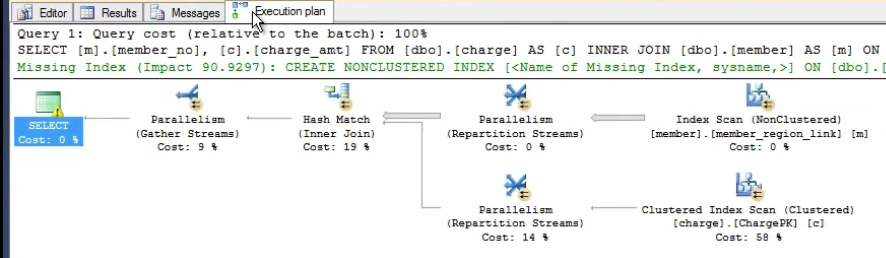 Editor Results Messages Execution plan
Query 1: Query cost (relative to the batch): 100%
SELECT [m].[member_no], [c].[charge_amt] FROM [dbo].[charge] AS [c] INNER JOIN [dbo].[member] AS [m] ON
Missing Index (Impact 90.9297): CREATE NONCLUSTERED INDEX [<Name of Missing Index, sysname,>] ON [dbo].[
SELECT
Cost: 0 %
Parallelism
(Gather Streams)
Cost: 9 %
Hash Match
(Inner Join)
Cost: 19 %
Parallelism
(Repartition Streams)
Cost: 0 %
Index Scan (NonClustered)
[member].[member_region_link] [m]
Cost: 0 %
Parallelism
(Repartition Streams)
Cost: 14 %
Clustered Index Scan (Clustered)
[charge].[ChargePK] [c]
Cost: 58 %